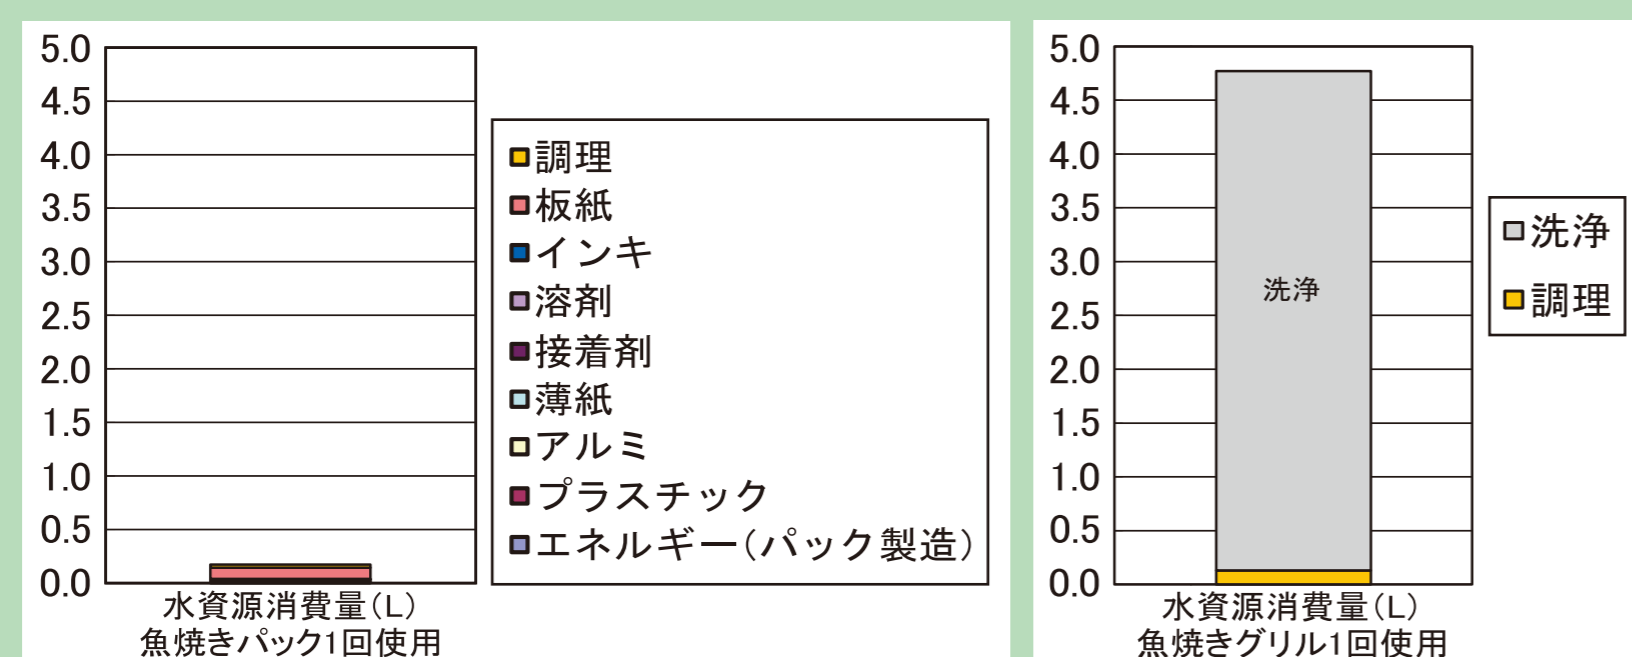 5.0
4.5
4.0
3.5
3.0
2.5
2.0
1.5
1.0
0.5
0.0
水資源消費量(L)
魚焼きパック1回使用
調理
板紙
インキ
溶剤
接着剤
薄紙
アルミ
プラスチック
エネルギー(パック製造)
5.0
4.5
4.0
3.5
3.0
2.5
2.0
1.5
1.0
0.5
0.0
洗浄
水資源消費量(L)
魚焼きグリル1回使用
洗浄
調理